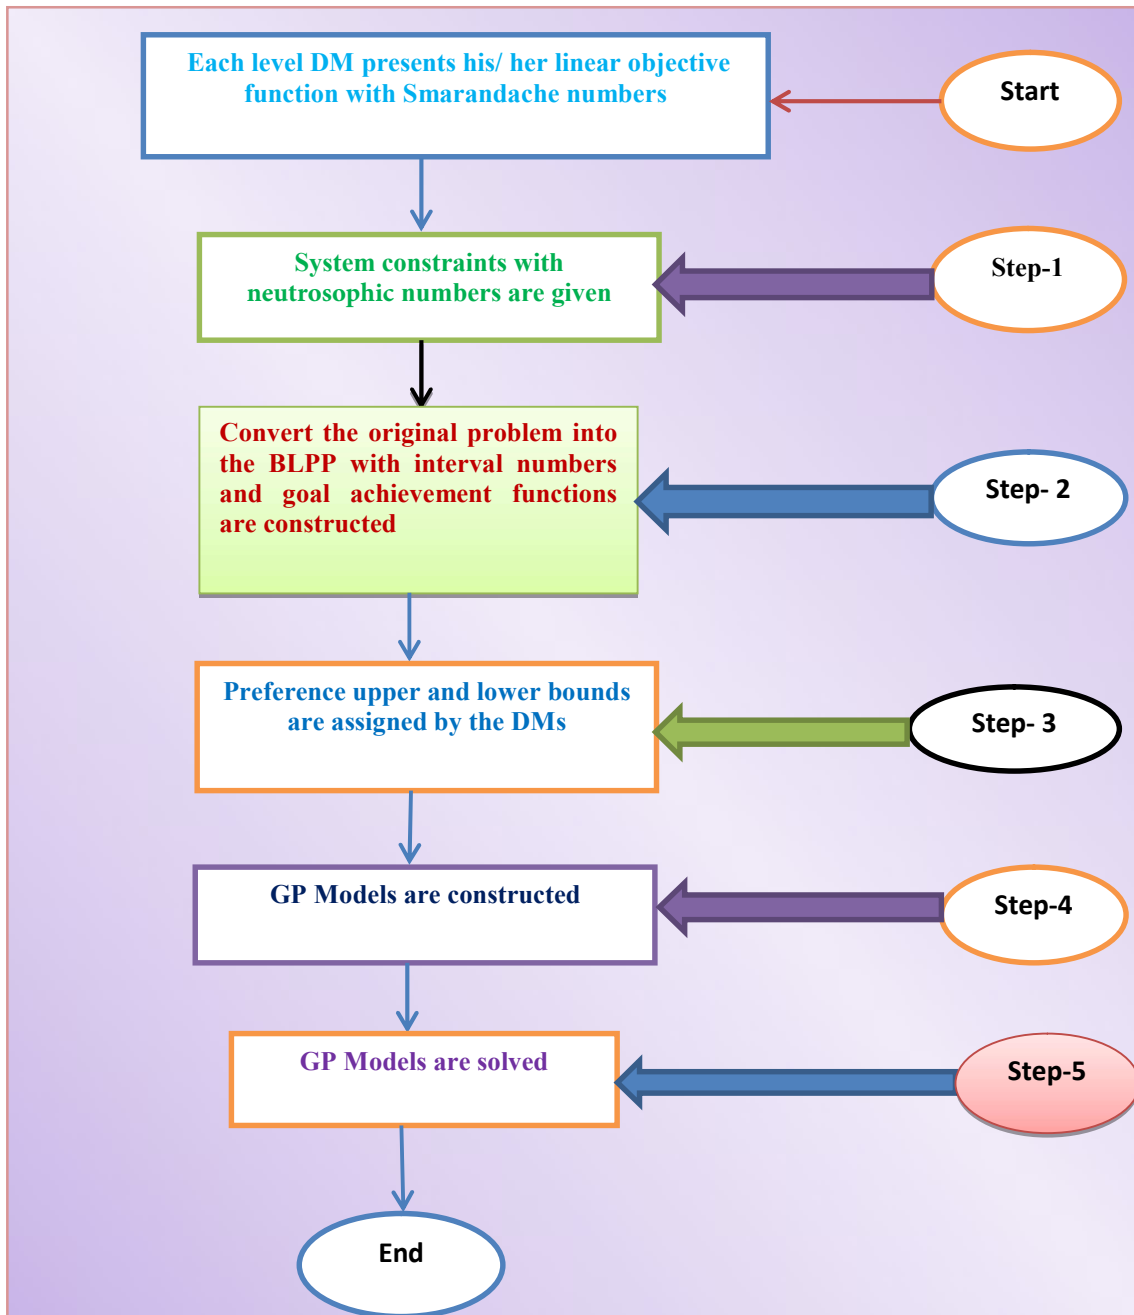 Each level DM presents his/ her linear objective
function with Smarandache numbers
Start
System constraints with
neutrosophic numbers are given
Step-1
Convert the original problem into
the BLPP with interval numbers
and goal achievement functions
are constructed
Step- 2
Preference upper and lower bounds
are assigned by the DMs
Step- 3
GP Models are constructed
Step-4
GP Models are solved
Step-5
End